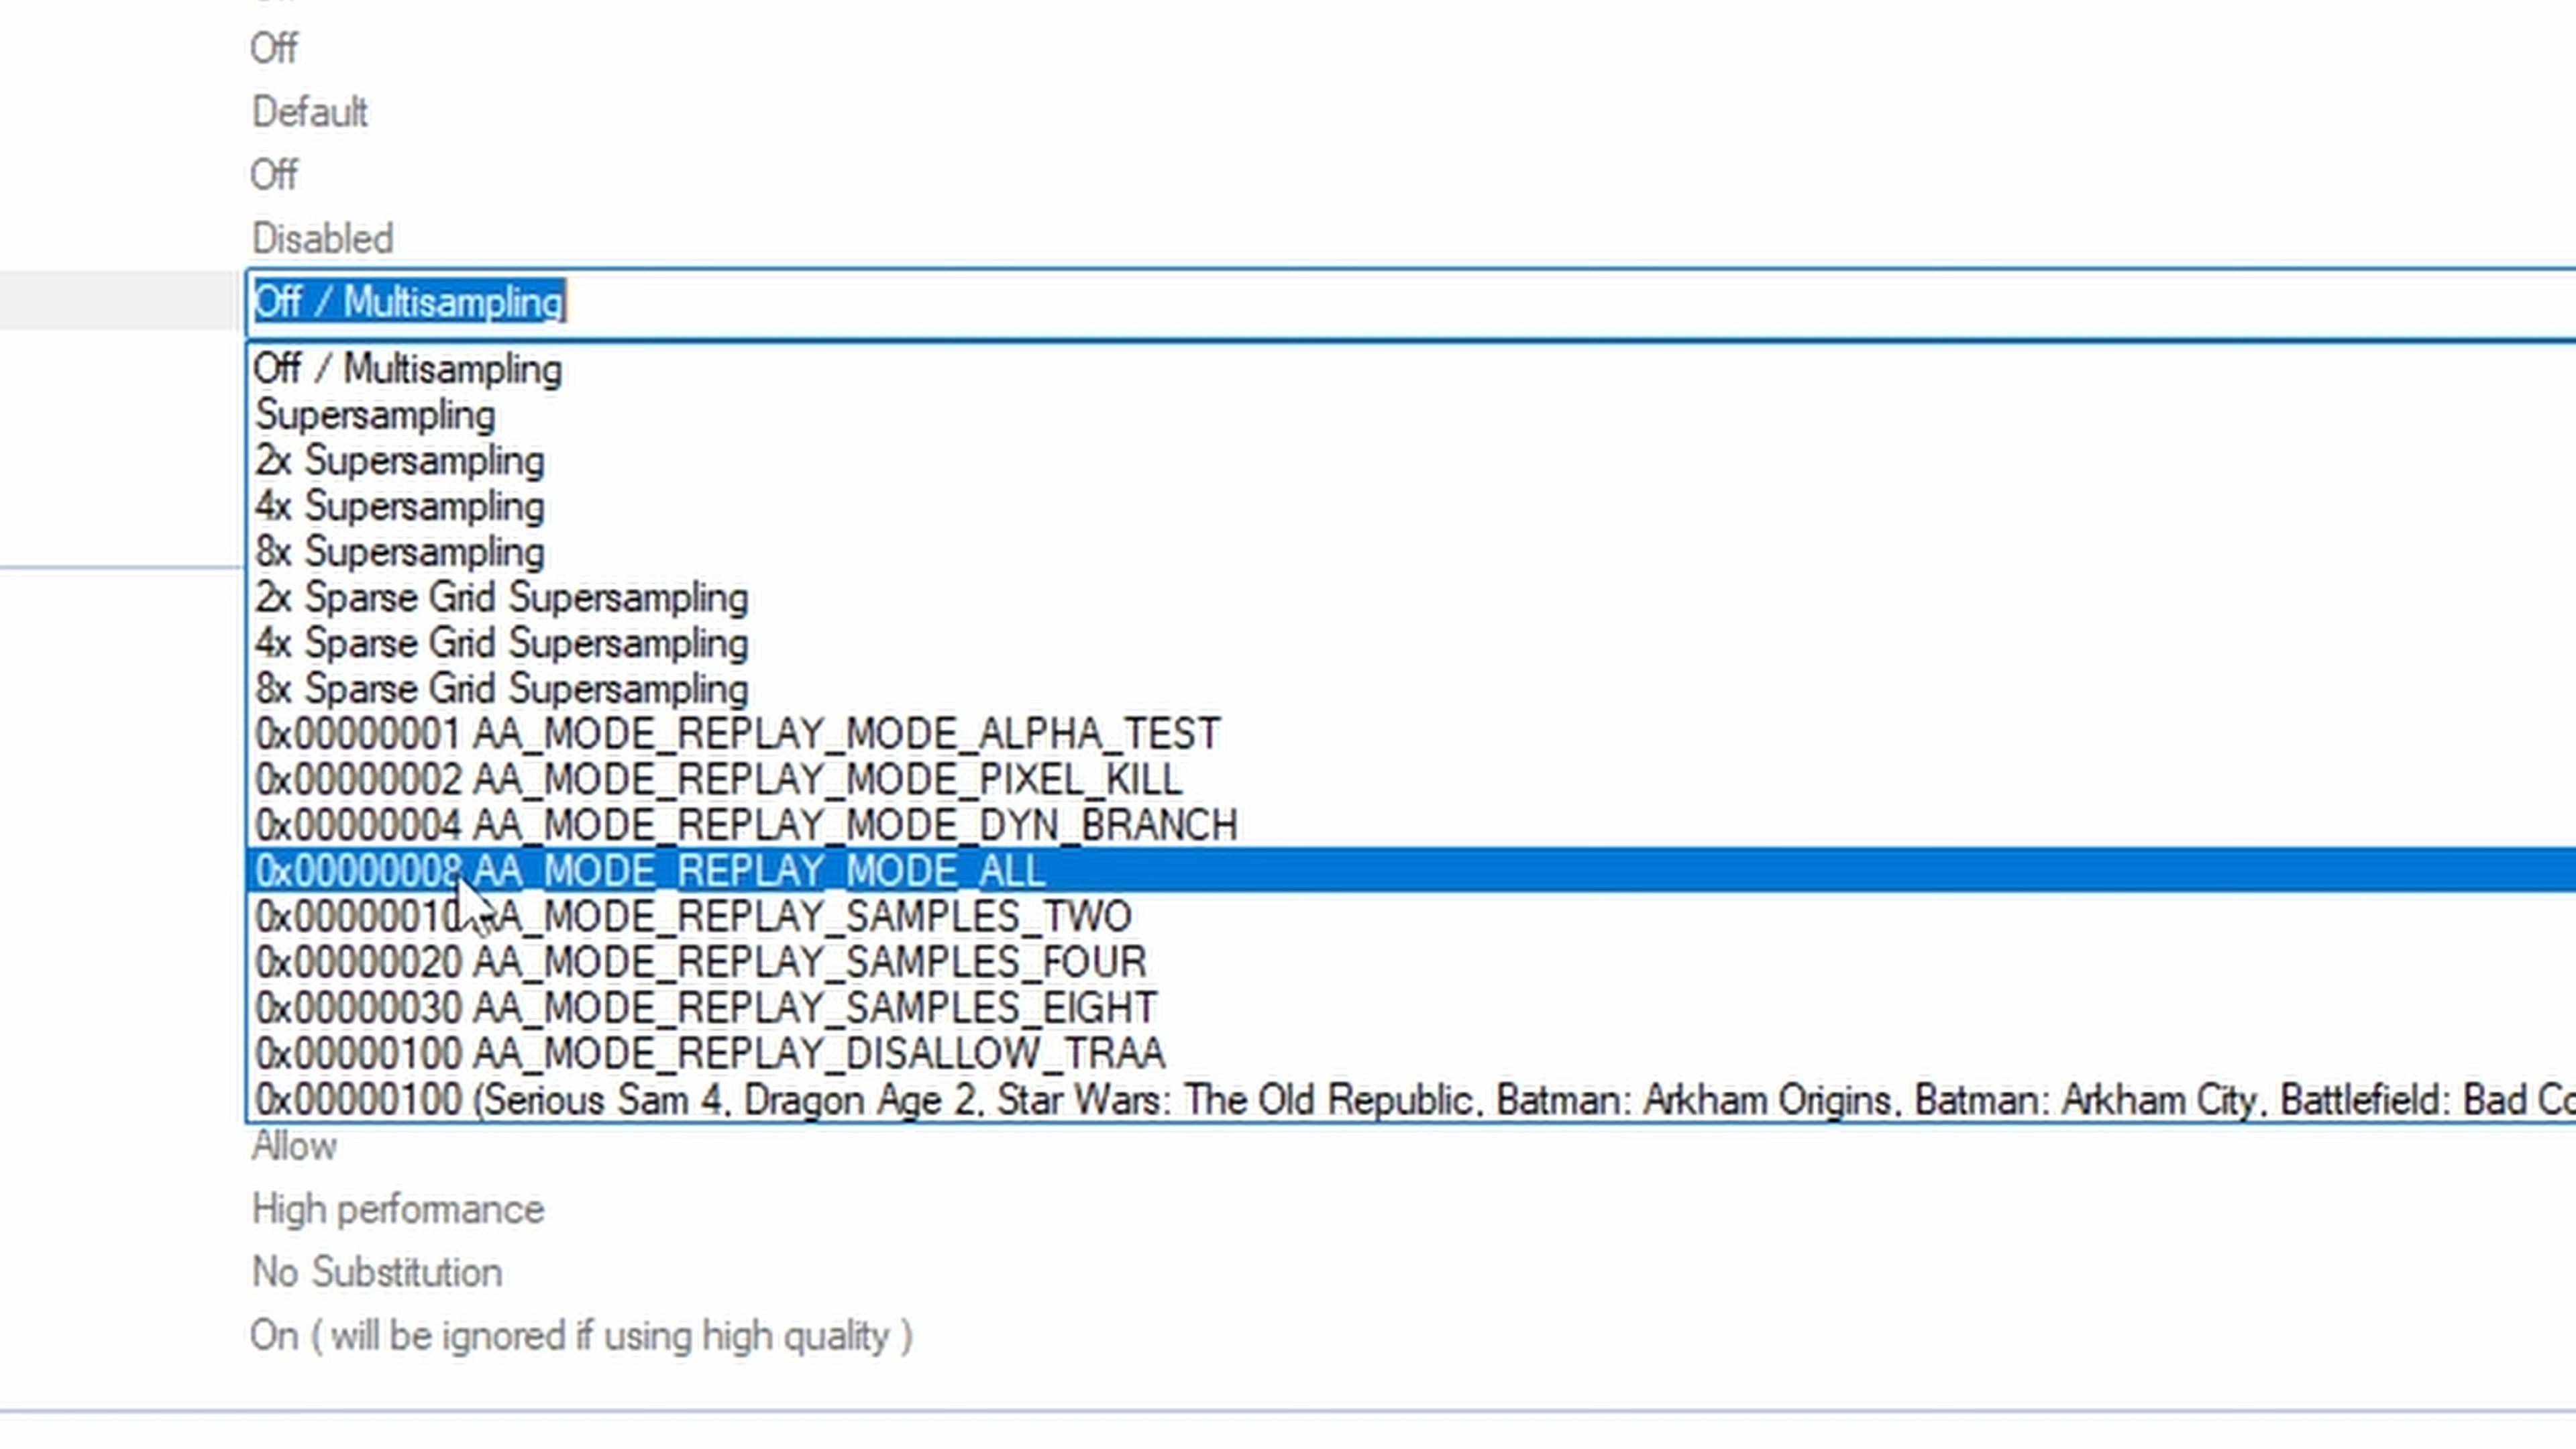 Off
Default
Off
Disabled
Off / Multisampling
Off / Multisampling
Supersampling
2x Supersampling
4x Supersampling
8x Supersampling
2x Sparse Grid Supersampling
4x Sparse Grid Supersampling
8x Sparse Grid Supersampling
0x00000001 AA_MODE_REPLAY_MODE_ALPHA_TEST
0x00000002 AA_MODE_REPLAY_MODE_PIXEL_KILL
0x00000004 AA_MODE_REPLAY_MODE_DYN_BRANCH
0x00000008 AA_MODE_REPLAY_MODE_ALL
0x00000010 AA_MODE_REPLAY_SAMPLES_TWO
0x00000020 AA_MODE_REPLAY_SAMPLES_FOUR
0x00000030 AA_MODE_REPLAY_SAMPLES_EIGHT
0x00000100 AA_MODE_REPLAY_DISALLOW_TRAA
0x00000100 (Serious Sam 4, Dragon Age 2, Star Wars: The Old Republic, Batman: Arkham Origins, Batman: Arkham City, Battlefield: Bad
Allow
High performance
No Substitution
On ( will be ignored if using high quality )